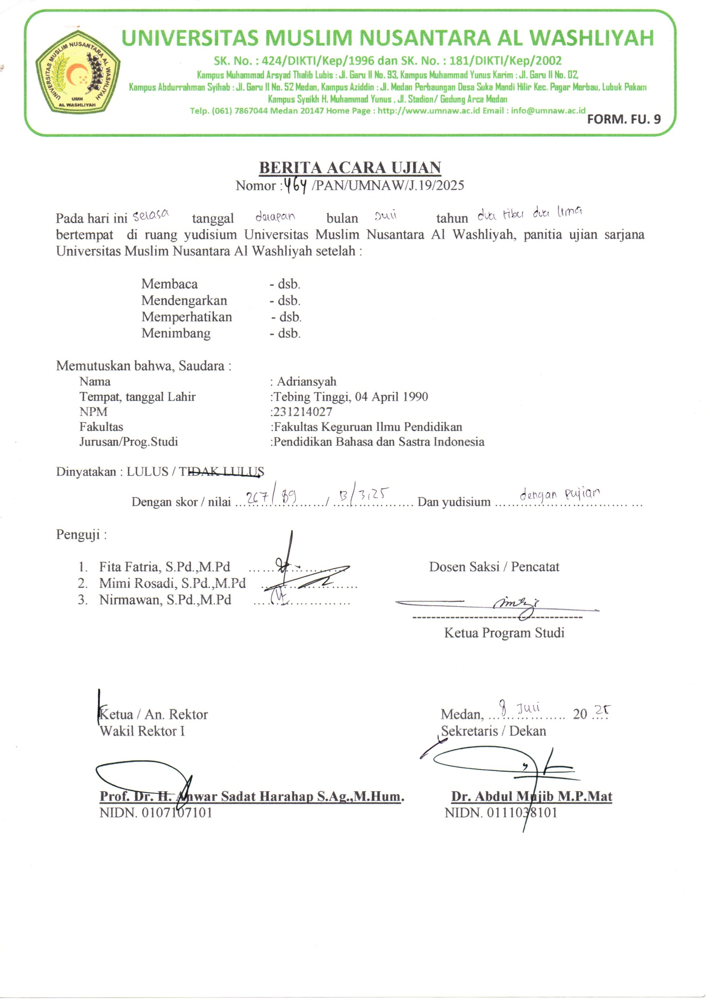 UNIVERSITAS MUSLIM NUSANTARA AL WASHLIYAH
UNIVERSITAS MUSLIM NUSANTARA AL WASHLIYAH
UMN
AL WASHLIYAH
SK. No. : 424/DIKTI/Kep/1996 dan SK. No. : 181/DIKTI/Kep/2002
Kampus Muhammad Arsyad Thalib Lubis : Jl. Garu II No. 93, Kampus Muhammad Yunus Karim : Jl. Garu II No. 02,
Kampus Abdurrahman Syihab : Jl. Garu II No. 52 Medan, Kampus Aziddin : Jl. Medan Perbaungan Desa Suka Mandi Hilir Kec. Pagar Merbau, Lubuk Pakam
Kampus Syeikh H. Muhammad Yunus , Jl. Stadion/ Gedung Arca Medan
Telp. (061) 7867044 Medan 20147 Home Page : http://www.umnaw.ac.id Email : info@umnaw.ac.id
FORM. FU. 9
BERITA ACARA UJIAN
Nomor : 464 /PAN/UMNAW/J.19/2025
Pada hari ini selasa tanggal delapan bulan Juli tahun dua ribu dua lima
bertempat di ruang yudisium Universitas Muslim Nusantara Al Washliyah, panitia ujian sarjana
Universitas Muslim Nusantara Al Washliyah setelah :
Membaca - dsb.
Mendengarkan - dsb.
Memperhatikan - dsb.
Menimbang - dsb.
Memutuskan bahwa, Saudara :
Nama : Adriansyah
Tempat, tanggal Lahir :Tebing Tinggi, 04 April 1990
NPM :231214027
Fakultas :Fakultas Keguruan Ilmu Pendidikan
Jurusan/Prog.Studi :Pendidikan Bahasa dan Sastra Indonesia
Dinyatakan : LULUS / TIDAK LULUS
Dengan skor / nilai 267/89 / B/3,25 Dan yudisium dengan pujian
Penguji :
1. Fita Fatria, S.Pd.,M.Pd ..................
Dosen Saksi / Pencatat
2. Mimi Rosadi, S.Pd.,M.Pd ..................
3. Nirmawan, S.Pd.,M.Pd ..................
Ketua Program Studi
Ketua / An. Rektor
Wakil Rektor I
Medan, 8 Juli 20 25
Sekretaris / Dekan
Prof. Dr. H. Anwar Sadat Harahap S.Ag.,M.Hum.
NIDN. 0107107101
Dr. Abdul Mujib M.P.Mat
NIDN. 0111038101